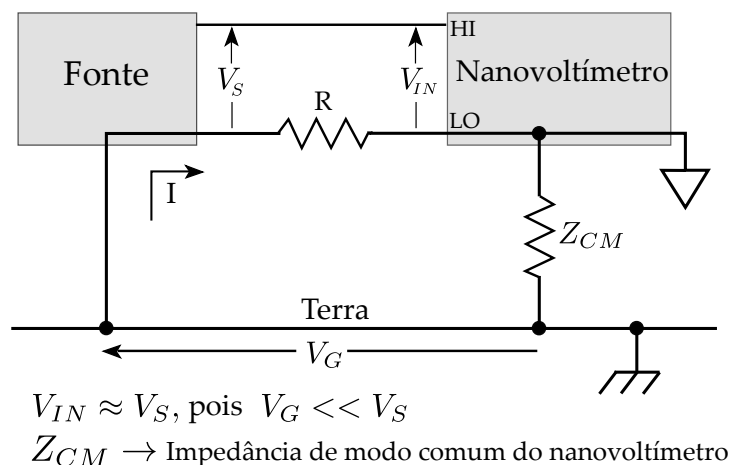 Fonte
V_S
R
V_IN
HI
Nanovoltímetro
LO
I
Z_CM
Terra
V_G
V_IN ≈ V_S, pois V_G << V_S
Z_CM → Impedância de modo comum do nanovoltímetro